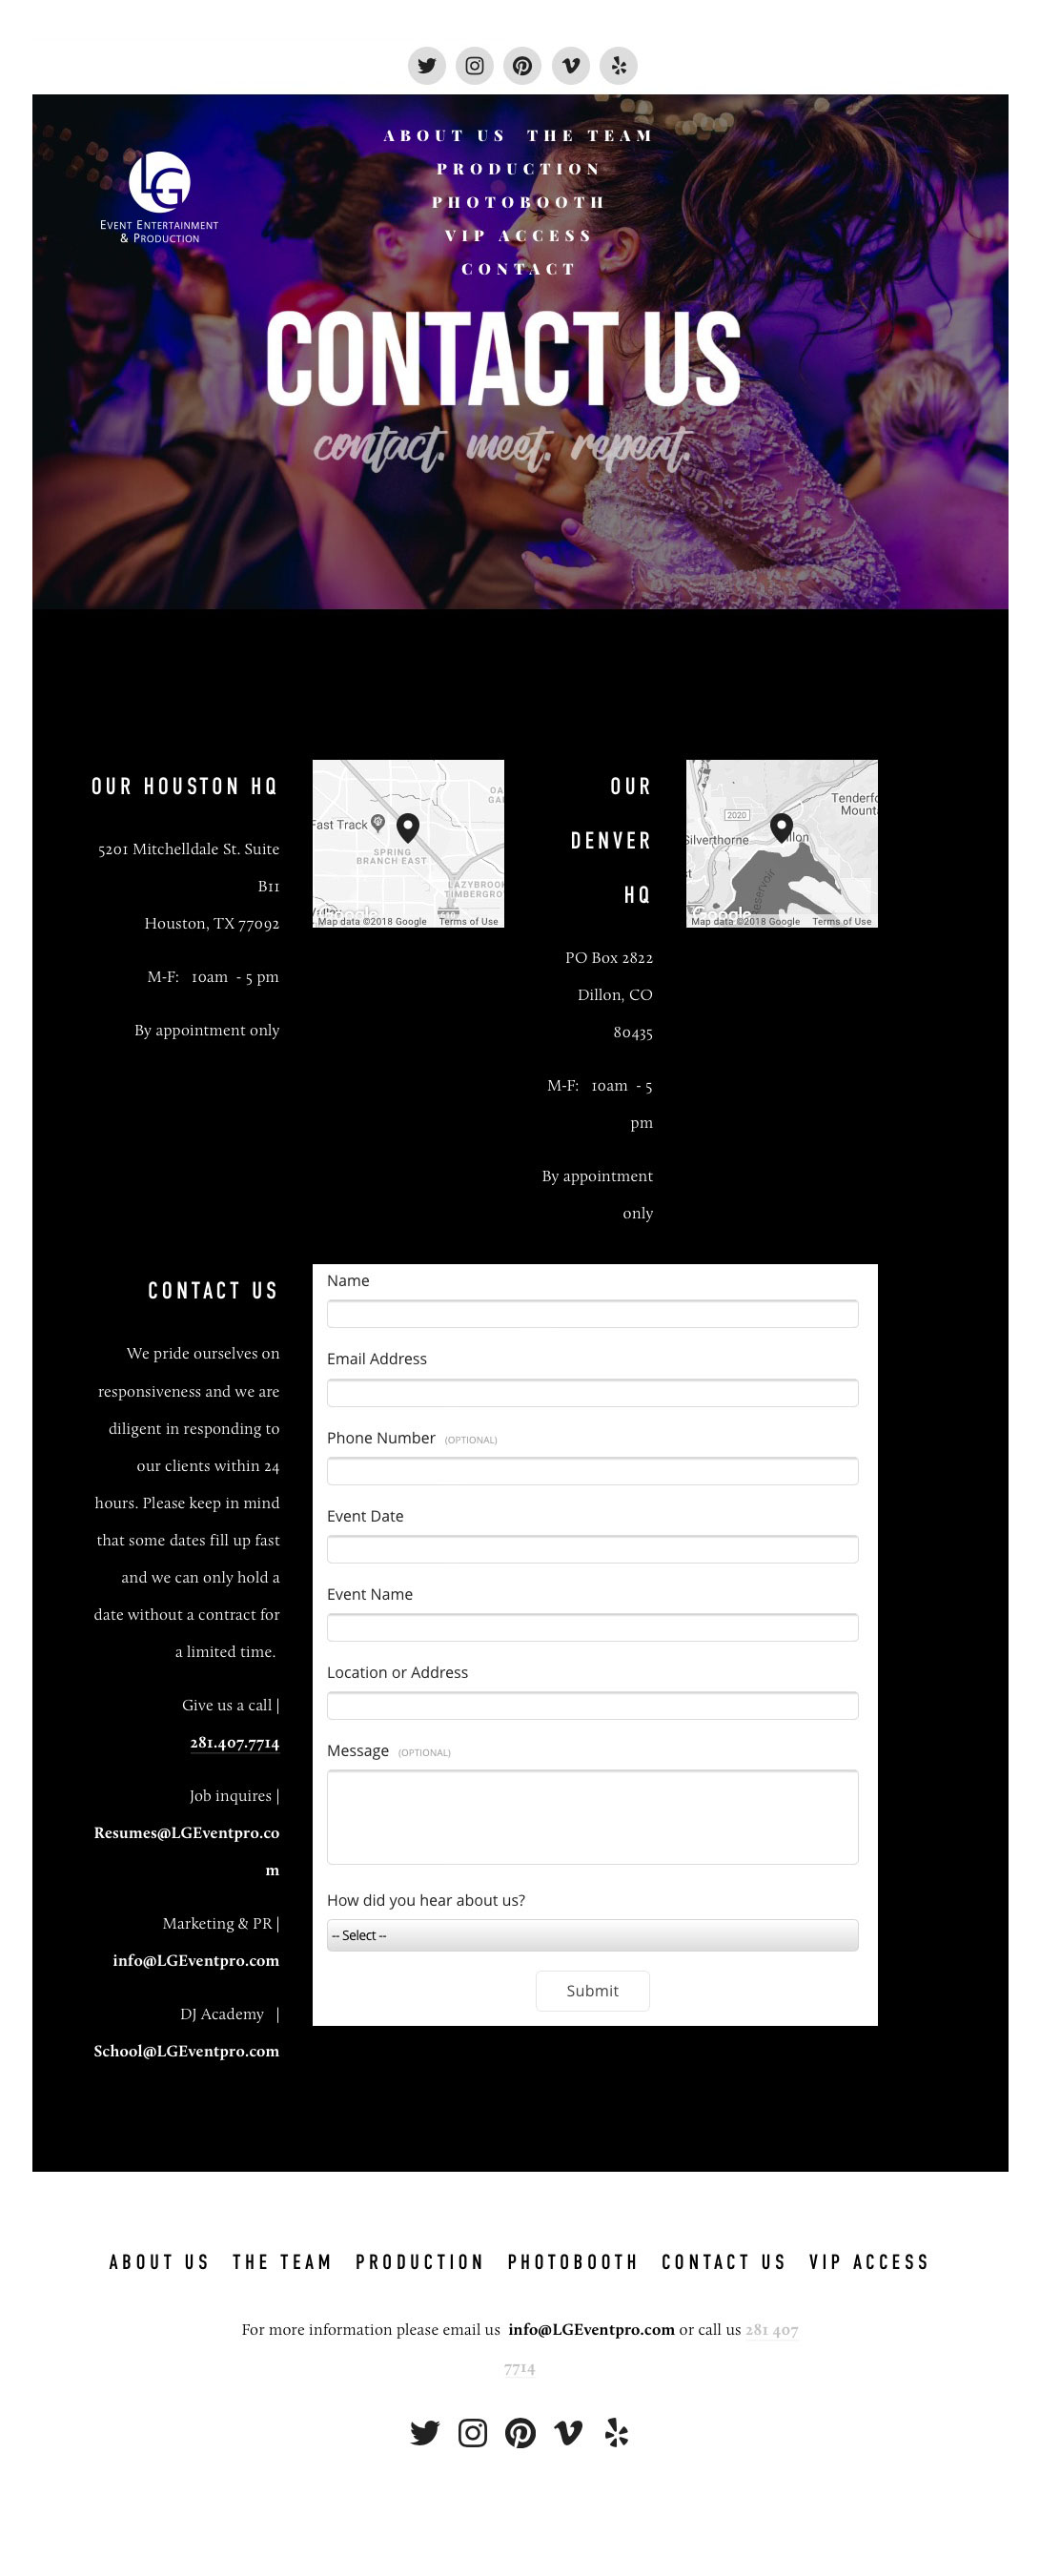 ABOUT US THE TEAM
PRODUCTION
PHOTOBOOTH
VIP ACCESS
CONTACT
LG
EVENT ENTERTAINMENT
& PRODUCTION
CONTACT US
contact. meet. repeat.
OUR HOUSTON HQ
5201 Mitchelldale St. Suite
B11
Houston, TX 77092
M-F: 10am - 5 pm
By appointment only
Fast Track
SPRING
BRANCH EAST
LAZYBROOK
TIMBERGRO
Google
Map data ©2018 Google Terms of Use
OUR
DENVER
HQ
PO Box 2822
Dillon, CO
80435
M-F: 10am - 5
pm
By appointment
only
Tenderfo
Mounta
2020
Silverthorne
Dillon
eservoir
Google
Map data ©2018 Google Terms of Use
CONTACT US
We pride ourselves on
responsiveness and we are
diligent in responding to
our clients within 24
hours. Please keep in mind
that some dates fill up fast
and we can only hold a
date without a contract for
a limited time.
Give us a call |
281.407.7714
Job inquires |
Resumes@LGEventpro.co
m
Marketing & PR |
info@LGEventpro.com
DJ Academy |
School@LGEventpro.com
Name
Email Address
Phone Number (OPTIONAL)
Event Date
Event Name
Location or Address
Message (OPTIONAL)
How did you hear about us?
-- Select --
Submit
ABOUT US THE TEAM PRODUCTION PHOTOBOOTH CONTACT US VIP ACCESS
For more information please email us info@LGEventpro.com or call us 281 407
7714